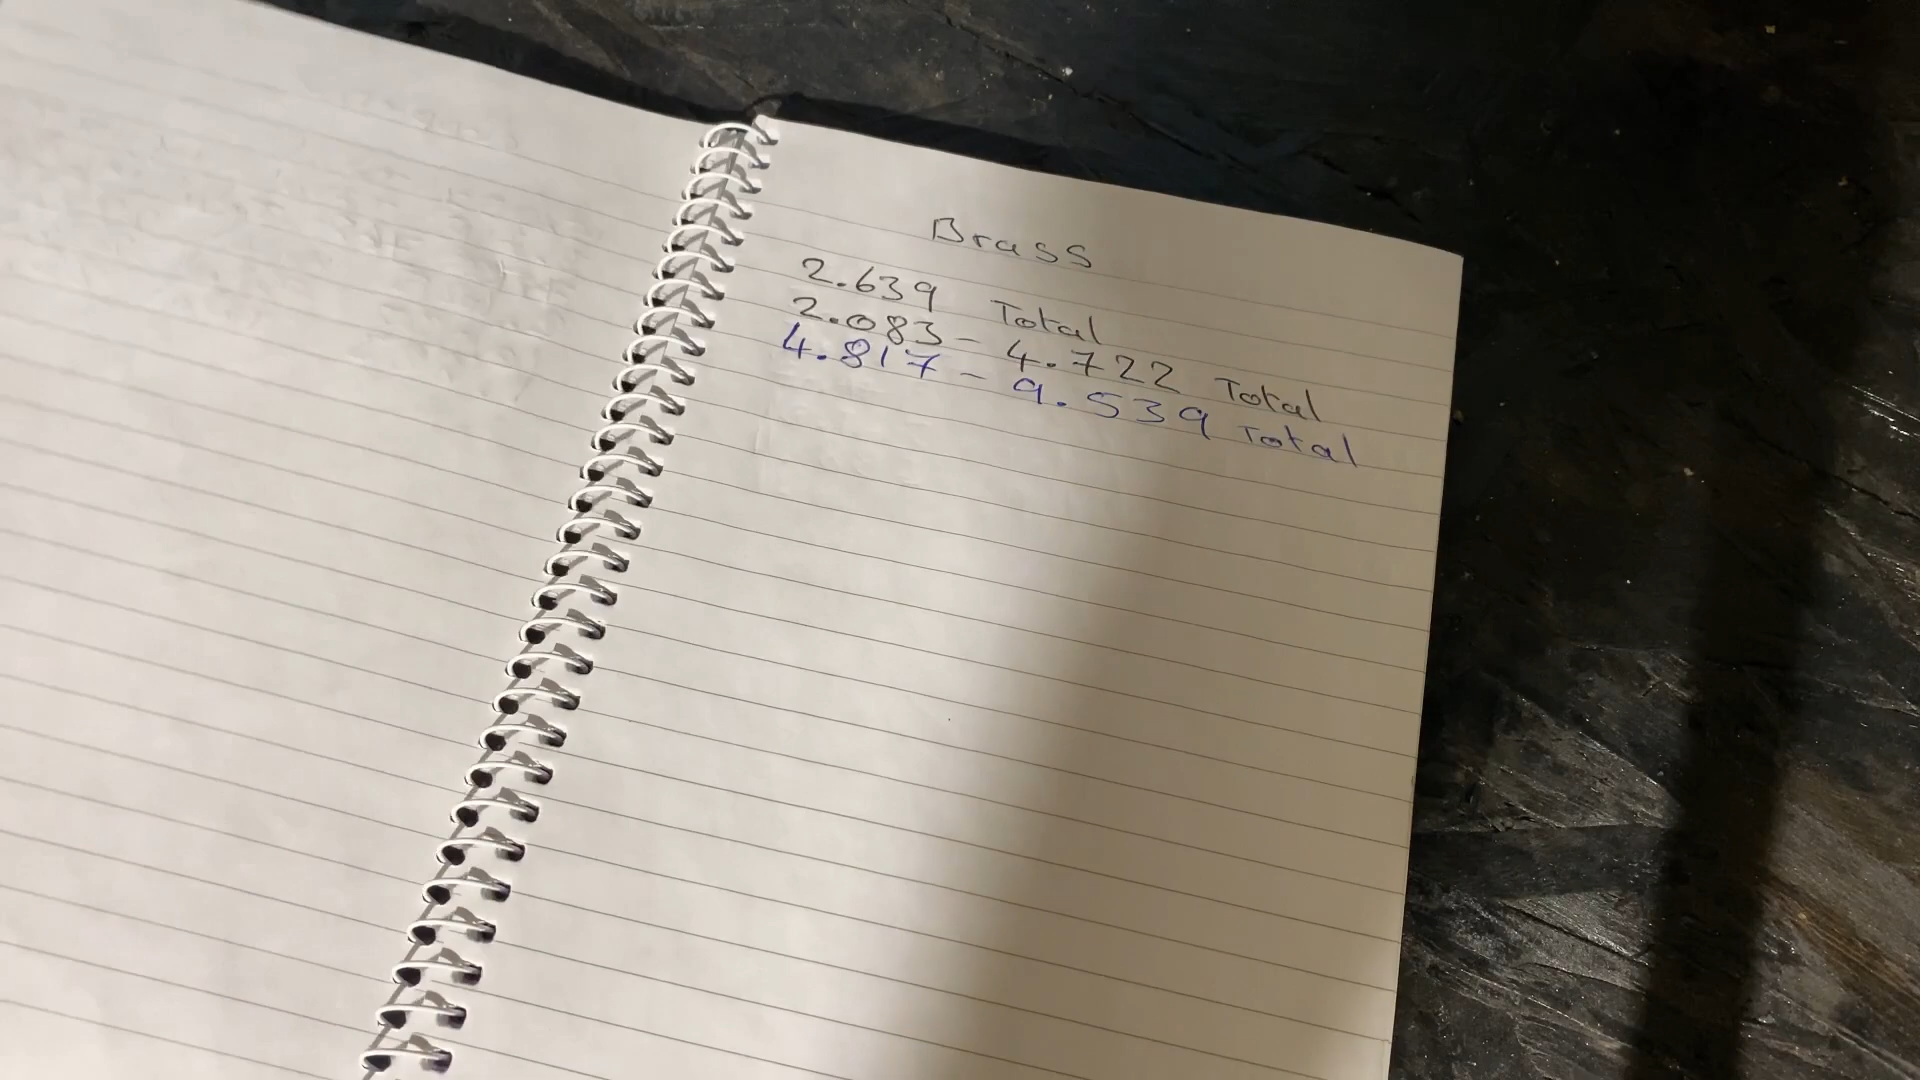 Brass
2.639 Total
2.083 - 4.722 Total
4.817 - 9.539 Total